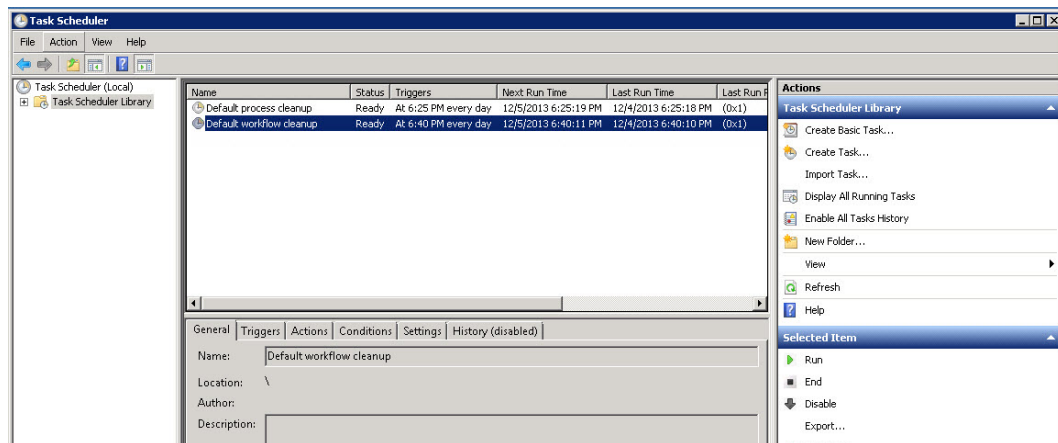 Task Scheduler
File Action View Help
Task Scheduler (Local)
Task Scheduler Library
Name Status Triggers Next Run Time Last Run Time Last Run R
Default process cleanup Ready At 6:25 PM every day 12/5/2013 6:25:19 PM 12/4/2013 6:25:18 PM (0x1)
Default workflow cleanup Ready At 6:40 PM every day 12/5/2013 6:40:11 PM 12/4/2013 6:40:10 PM (0x1)
General Triggers Actions Conditions Settings History (disabled)
Name: Default workflow cleanup
Location: \
Author:
Description:
Actions
Task Scheduler Library
Create Basic Task...
Create Task...
Import Task...
Display All Running Tasks
Enable All Tasks History
New Folder...
View
Refresh
Help
Selected Item
Run
End
Disable
Export...